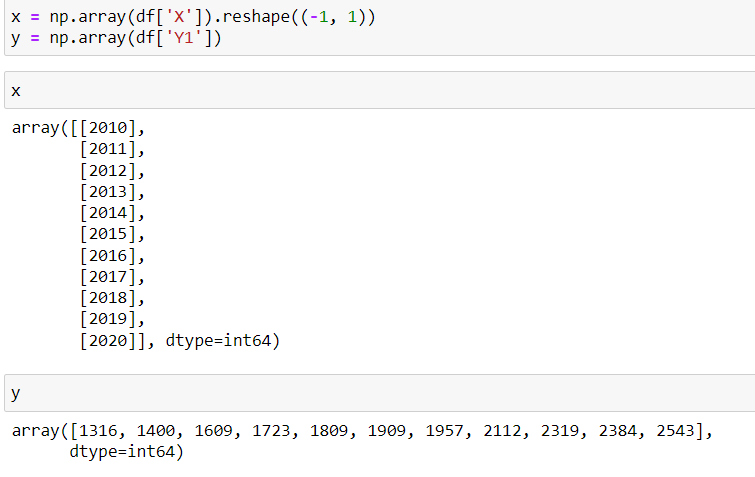 x = np.array(df['X']).reshape((-1, 1))
y = np.array(df['Y1'])
x
array([[2010],
       [2011],
       [2012],
       [2013],
       [2014],
       [2015],
       [2016],
       [2017],
       [2018],
       [2019],
       [2020]], dtype=int64)
y
array([1316, 1400, 1609, 1723, 1809, 1909, 1957, 2112, 2319, 2384, 2543],
      dtype=int64)